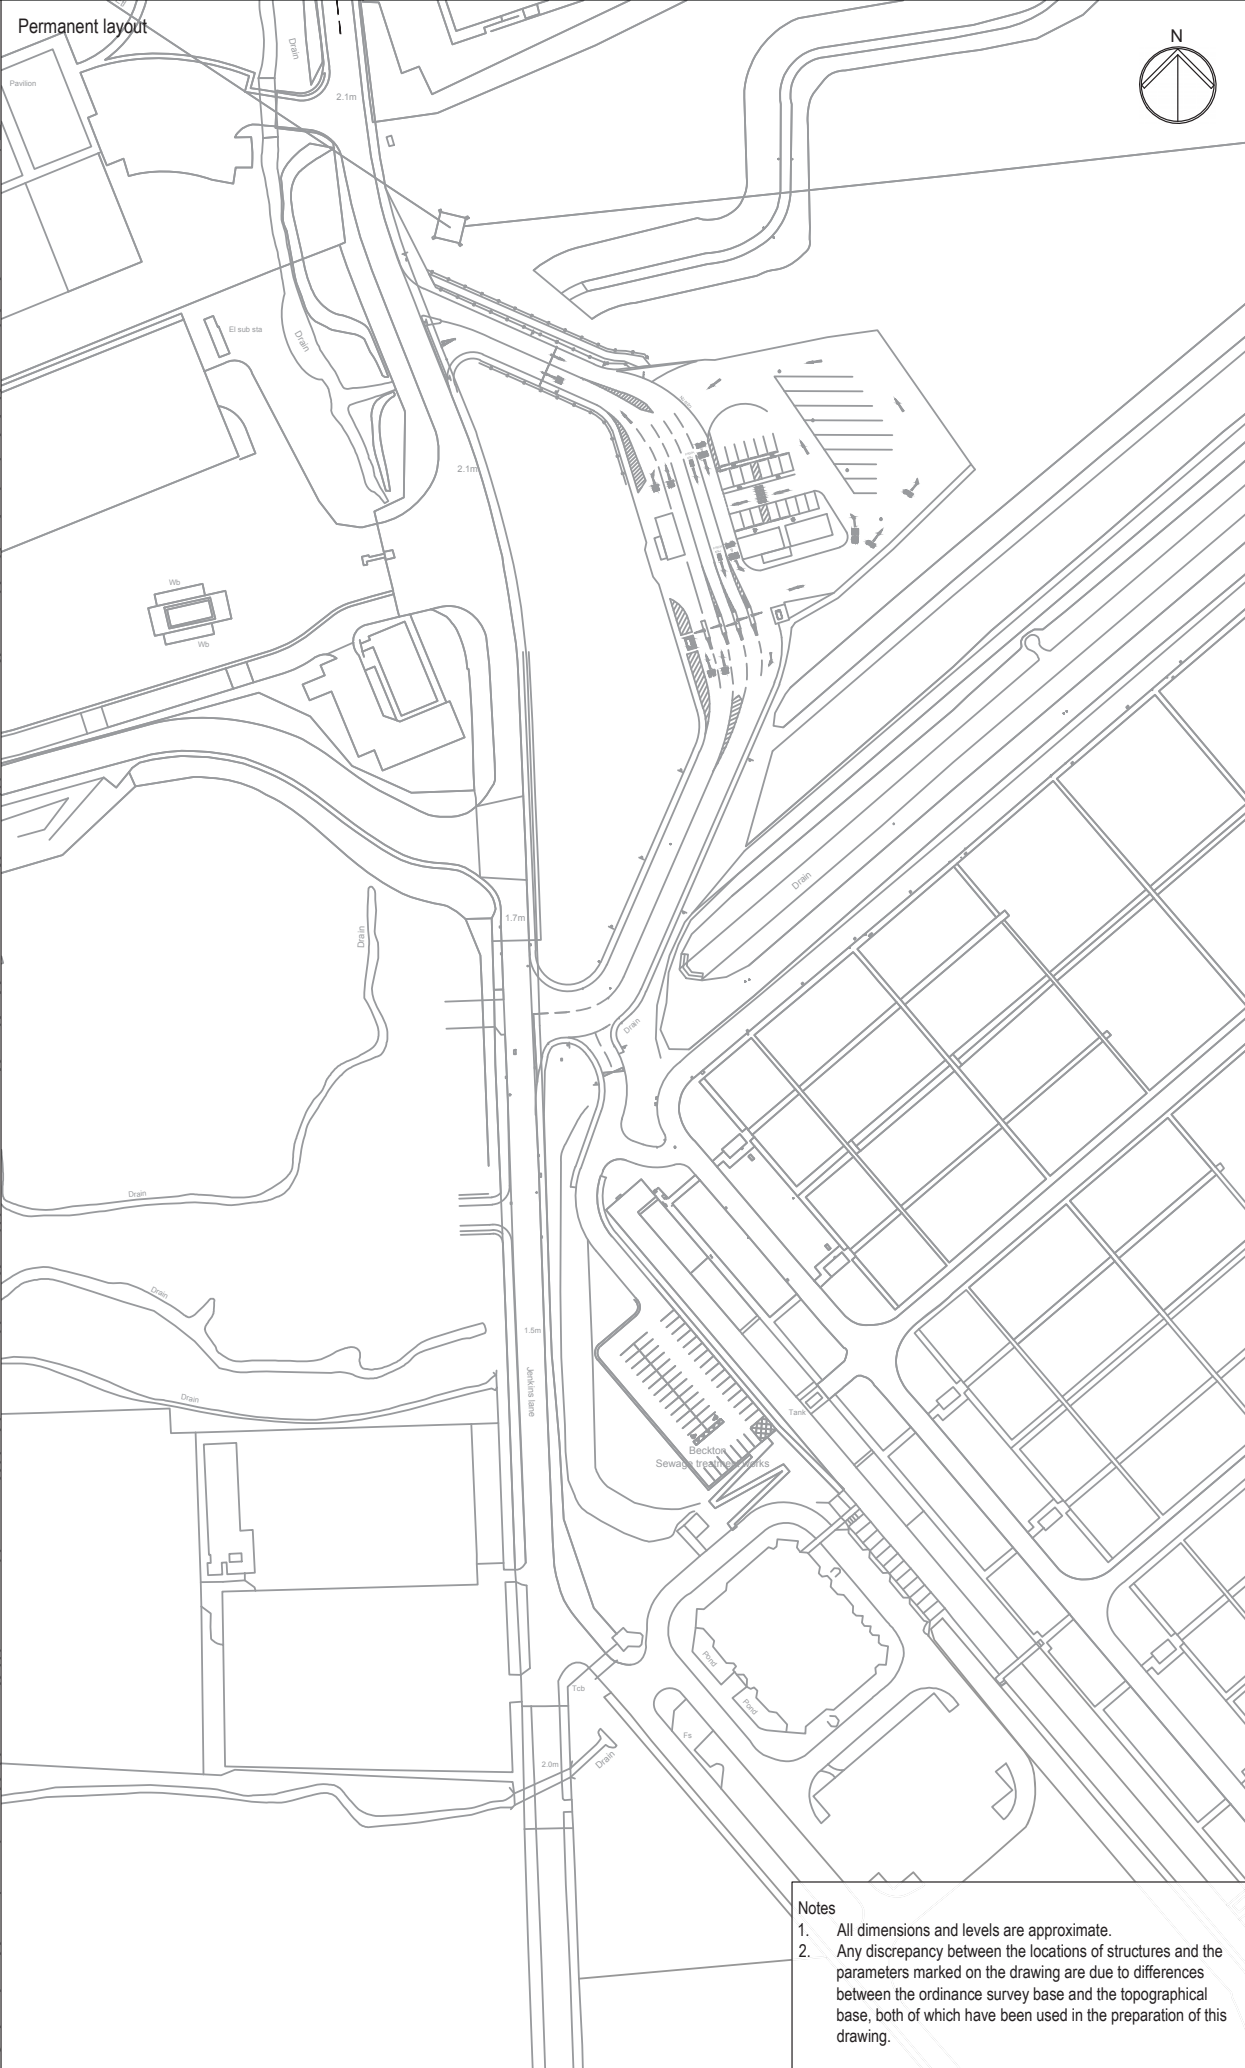 Permanent layout
N
Drain
Pavilion
2.1m
El sub sta
Drain
2.1m
Wb
Wb
Drain
1.7m
Drain
Drain
Drain
Drain
1.5m
Drain
Jenkins lane
Tank
Beckton
Sewage treatment works
Pond
Pond
Tcb
Fs
2.0m
Drain
Notes
1. All dimensions and levels are approximate.
2. Any discrepancy between the locations of structures and the
parameters marked on the drawing are due to differences
between the ordinance survey base and the topographical
base, both of which have been used in the preparation of this
drawing.